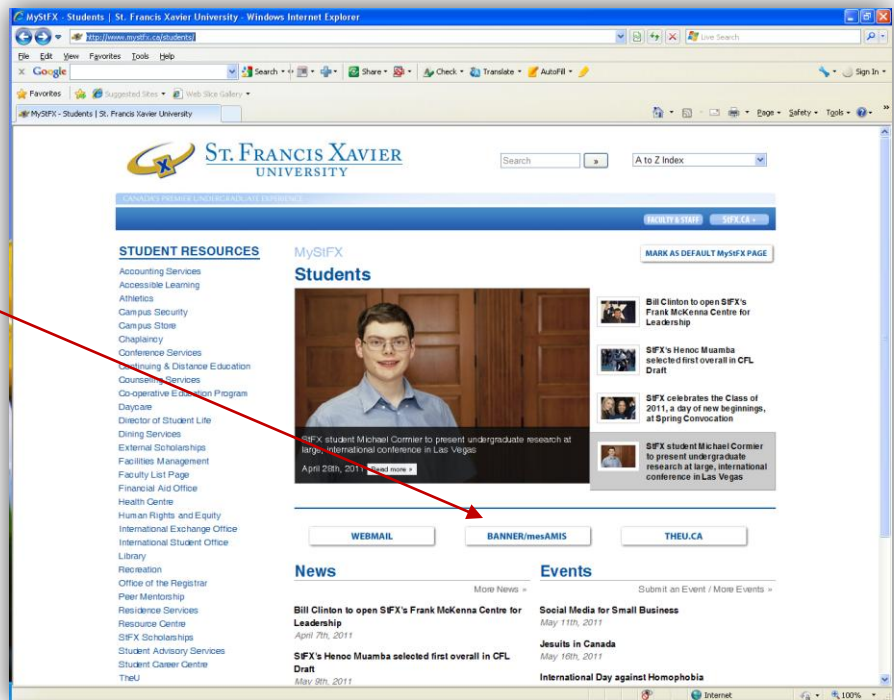 MyStFX - Students | St. Francis Xavier University - Windows Internet Explorer
http://www.mystfx.ca/students/
Live Search
File Edit View Favorites Tools Help
Google
Search
Share
Check
Translate
AutoFill
Sign In
Favorites
Suggested Sites
Web Slice Gallery
MyStFX - Students | St. Francis Xavier University
Page
Safety
Tools
ST. FRANCIS XAVIER
UNIVERSITY
Search
»
A to Z Index
CANADA'S PREMIER UNDERGRADUATE EXPERIENCE
FACULTY & STAFF
StFX.CA
STUDENT RESOURCES
Accounting Services
Accessible Learning
Athletics
Campus Security
Campus Store
Chaplaincy
Conference Services
Continuing & Distance Education
Counseling Services
Co-operative Education Program
Daycare
Director of Student Life
Dining Services
External Scholarships
Facilities Management
Faculty List Page
Financial Aid Office
Health Centre
Human Rights and Equity
International Exchange Office
International Student Office
Library
Recreation
Office of the Registrar
Peer Mentorship
Residence Services
Resource Centre
StFX Scholarships
Student Advisory Services
Student Career Centre
TheU
MyStFX
MARK AS DEFAULT MyStFX PAGE
Students
StFX student Michael Cormier to present undergraduate research at
large, international conference in Las Vegas
April 28th, 2011 Read more »
Bill Clinton to open StFX's
Frank McKenna Centre for
Leadership
StFX's Henoc Muamba
selected first overall in CFL
Draft
StFX celebrates the Class of
2011, a day of new beginnings,
at Spring Convocation
StFX student Michael Cormier
to present undergraduate
research at large, international
conference in Las Vegas
WEBMAIL
BANNER/mesAMIS
THEU.CA
News
More News »
Bill Clinton to open StFX's Frank McKenna Centre for
Leadership
April 7th, 2011
StFX's Henoc Muamba selected first overall in CFL
Draft
May 9th, 2011
Events
Submit an Event / More Events »
Social Media for Small Business
May 11th, 2011
Jesuits in Canada
May 16th, 2011
International Day against Homophobia
Internet
100%